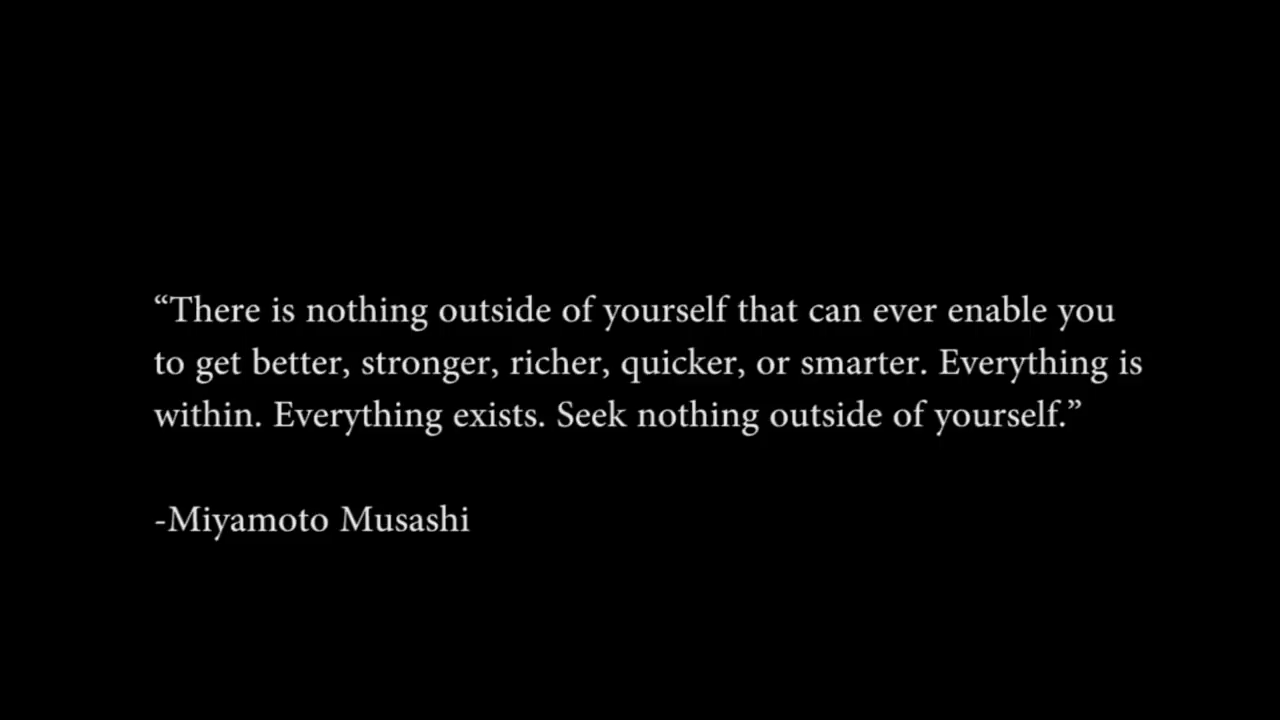 “There is nothing outside of yourself that can ever enable you
to get better, stronger, richer, quicker, or smarter. Everything is
within. Everything exists. Seek nothing outside of yourself.”
-Miyamoto Musashi